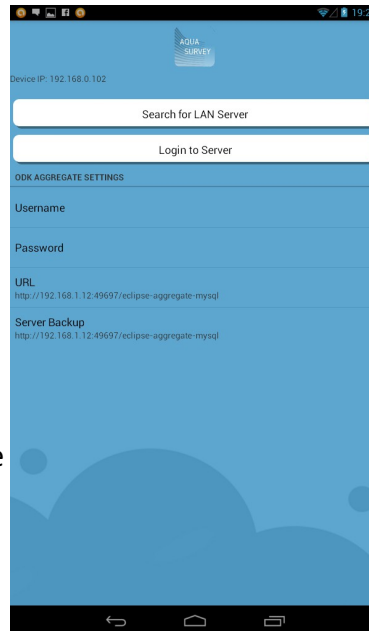 19:2
AQUA
SURVEY
Device IP: 192.168.0.102
Search for LAN Server
Login to Server
ODK AGGREGATE SETTINGS
Username
Password
URL
http://192.168.1.12:49697/eclipse-aggregate-mysql
Server Backup
http://192.168.1.12:49697/eclipse-aggregate-mysql
e